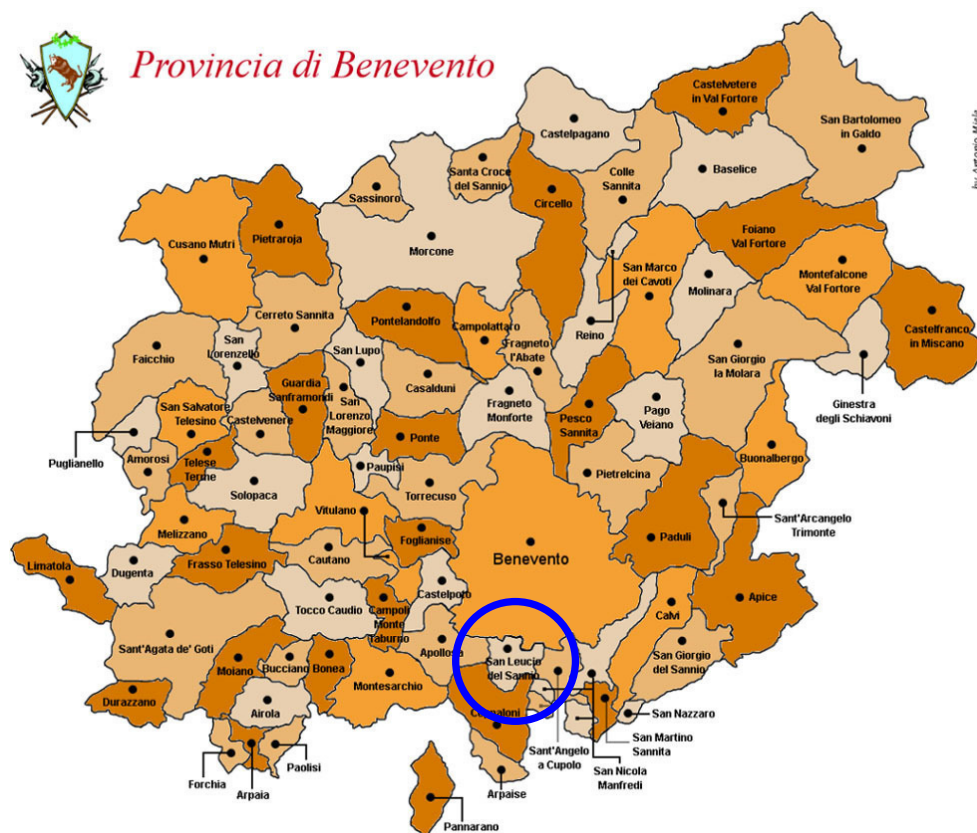 Provincia di Benevento
Castelvetere
in Val Fortore
San Bartolomeo
in Galdo
Castelpagano
Baselice
Santa Croce
del Sannio
Colle
Sannita
Sassinoro
Circello
Foiano
Val Fortore
Pietraroja
Cusano Mutri
Morcone
San Marco
dei Cavoti
Molinara
Montefalcone
Val Fortore
Cerreto Sannita
Pontelandolfo
Campolattaro
Fragneto
l'Abate
Reino
Castelfranco
in Miscano
Faicchio
San
Lorenzello
San Lupo
San Giorgio
la Molara
Guardia
Sanframondi
Casalduni
Ginestra
degli Schiavoni
San Salvatore
Telesino
Castelvenere
San
Lorenzo
Maggiore
Fragneto
Monforte
Pesco
Sannita
Pago
Veiano
Puglianello
Amorosi
Telese
Terme
Ponte
Buonalbergo
Paupisi
Pietrelcina
Solopaca
Torrecuso
Vitulano
Sant'Arcangelo
Trimonte
Melizzano
Foglianise
Benevento
Paduli
Limatola
Dugenta
Frasso Telesino
Cautano
Castelpoto
Apice
Tocco Caudio
Campoli
Monte
Taburno
Calvi
Sant'Agata de' Goti
Apollosa
San Leucio
del Sannio
San Giorgio
del Sannio
Moiano
Bucciano
Bonea
Montesarchio
Durazzano
Airola
Ceppaloni
San Nazzaro
San Martino
Sannita
Sant'Angelo
a Cupolo
San Nicola
Manfredi
Forchia
Arpaia
Paolisi
Arpaise
Pannarano